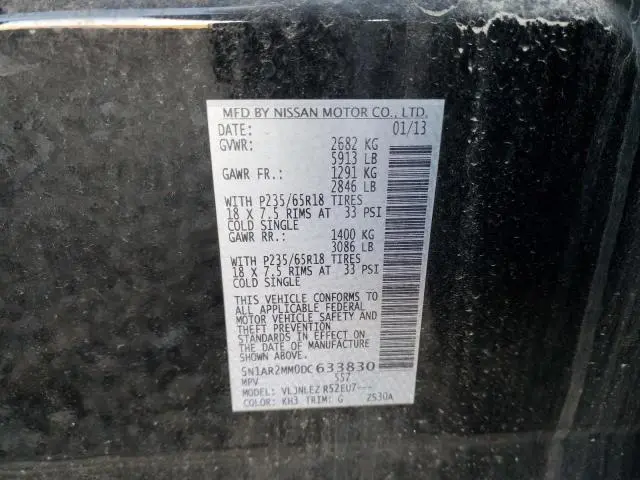 MFD BY NISSAN MOTOR CO., LTD.
DATE: 01/13
GVWR: 2682 KG
5913 LB
GAWR FR.: 1291 KG
2846 LB
WITH P235/65R18 TIRES
18 X 7.5 RIMS AT 33 PSI
COLD SINGLE
GAWR RR.: 1400 KG
3086 LB
WITH P235/65R18 TIRES
18 X 7.5 RIMS AT 33 PSI
COLD SINGLE
THIS VEHICLE CONFORMS TO
ALL APPLICABLE FEDERAL
MOTOR VEHICLE SAFETY AND
THEFT PREVENTION
STANDARDS IN EFFECT ON
THE DATE OF MANUFACTURE
SHOWN ABOVE.
5N1AR2MM0DC633830
MPV 557
MODEL: VLJNLEZ R52EU7---
COLOR: KH3 TRIM: G 2530A